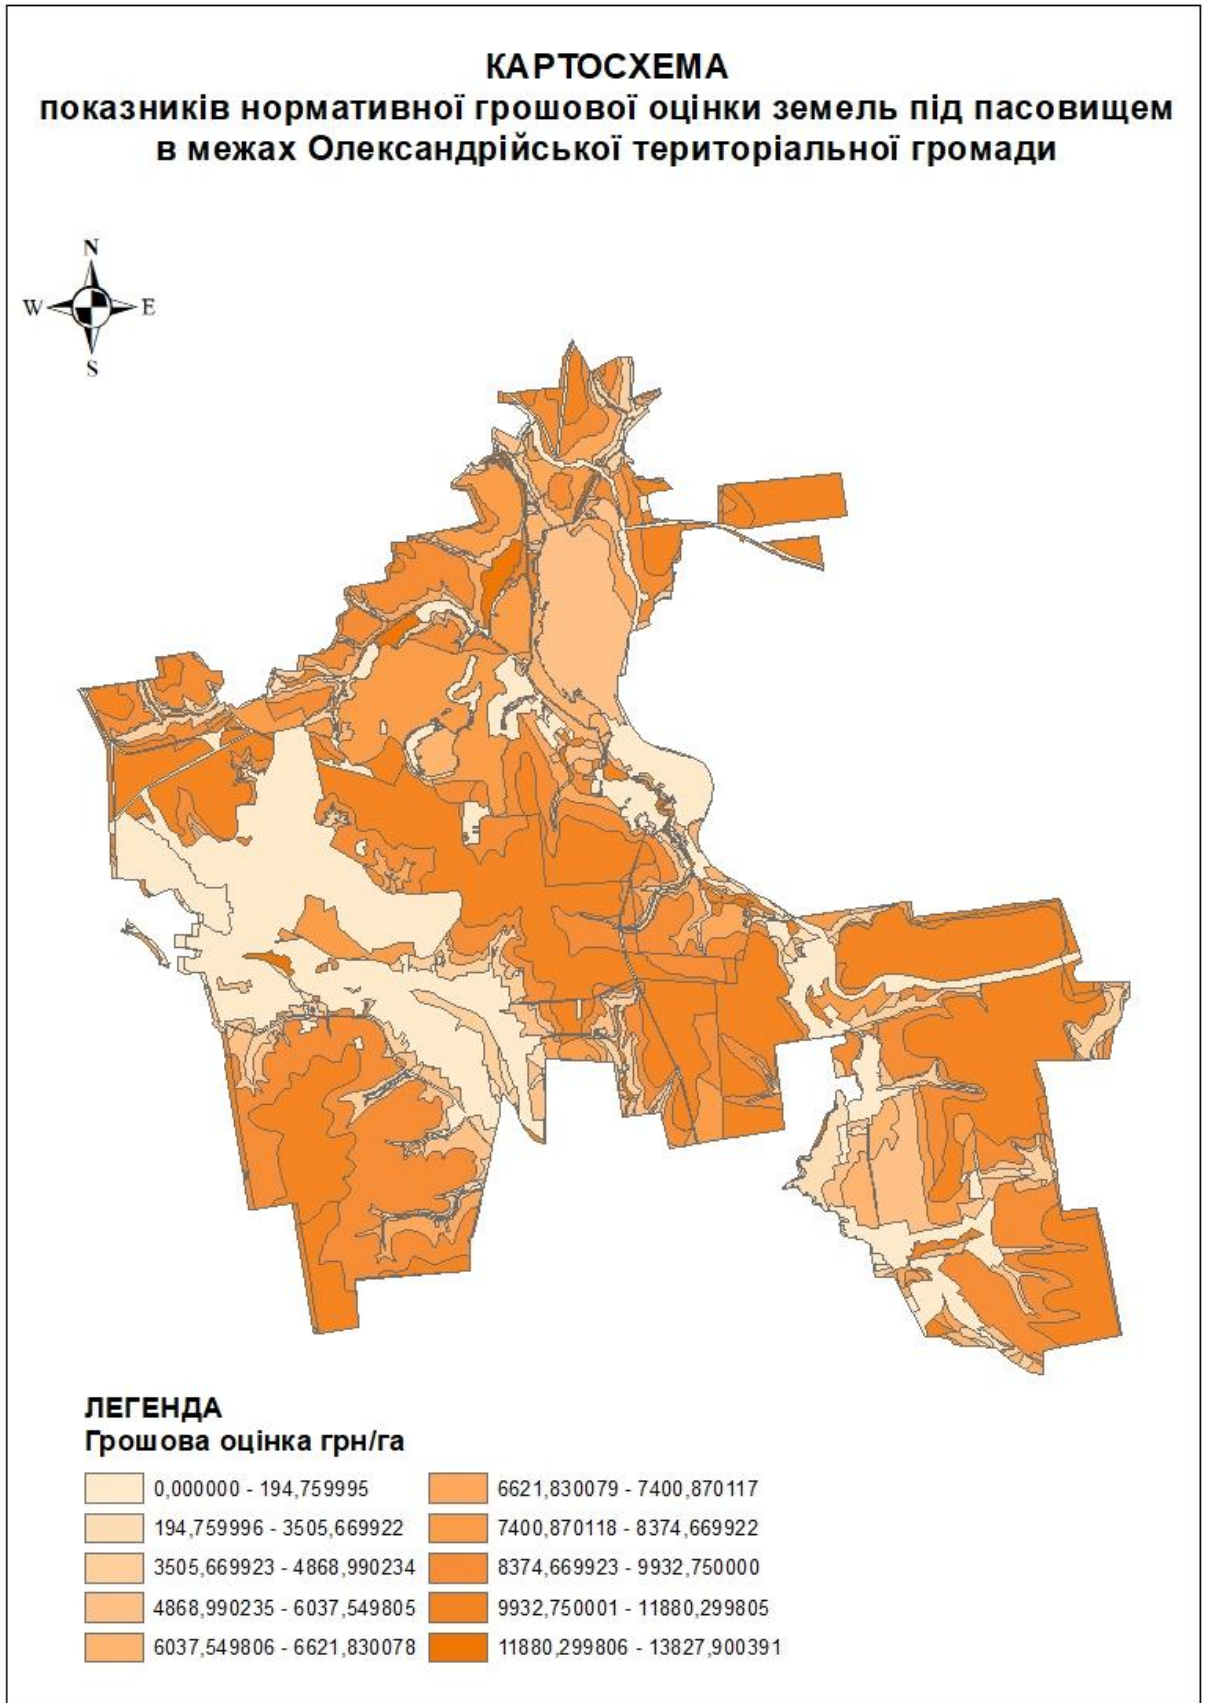 КАРТОСХЕМА
показників нормативної грошової оцінки земель під пасовищем
в межах Олександрійської територіальної громади
N
W E
S
ЛЕГЕНДА
Грошова оцінка грн/га
0,000000 - 194,759995
194,759996 - 3505,669922
3505,669923 - 4868,990234
4868,990235 - 6037,549805
6037,549806 - 6621,830078
6621,830079 - 7400,870117
7400,870118 - 8374,669922
8374,669923 - 9932,750000
9932,750001 - 11880,299805
11880,299806 - 13827,900391